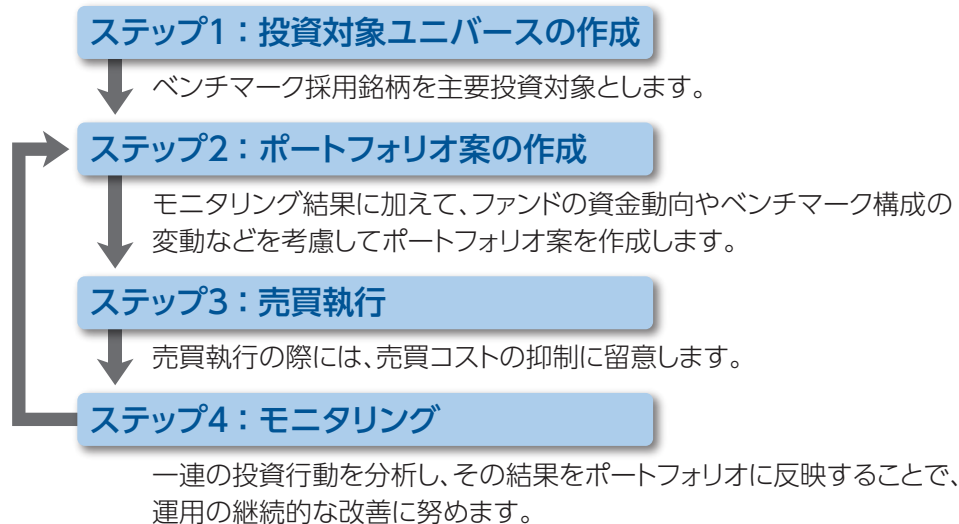 ステップ1：投資対象ユニバースの作成
ベンチマーク採用銘柄を主要投資対象とします。
ステップ2：ポートフォリオ案の作成
モニタリング結果に加えて、ファンドの資金動向やベンチマーク構成の
変動などを考慮してポートフォリオ案を作成します。
ステップ3：売買執行
売買執行の際には、売買コストの抑制に留意します。
ステップ4：モニタリング
一連の投資行動を分析し、その結果をポートフォリオに反映することで、
運用の継続的な改善に努めます。